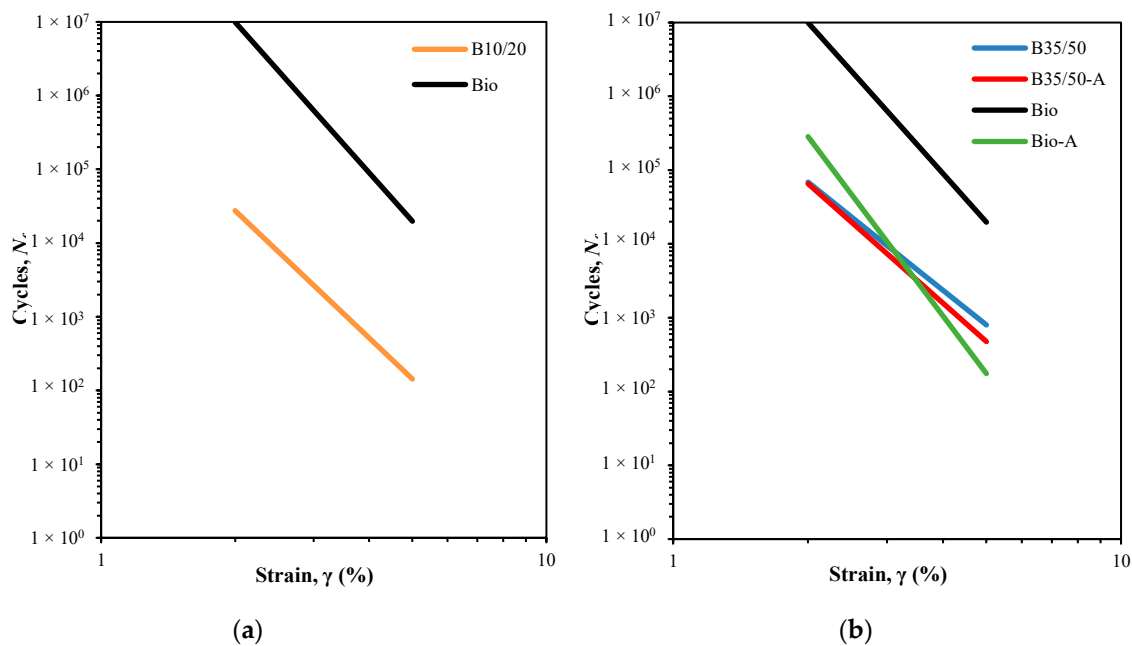 1 × 10⁷
1 × 10⁶
1 × 10⁵
1 × 10⁴
1 × 10³
1 × 10²
1 × 10¹
1 × 10⁰
Cycles,
B10/20
Bio
1
10
Strain, γ (%)
(a)
1 × 10⁷
1 × 10⁶
1 × 10⁵
1 × 10⁴
1 × 10³
1 × 10²
1 × 10¹
1 × 10⁰
Cycles,
B35/50
B35/50-A
Bio
Bio-A
1
10
Strain, γ (%)
(b)